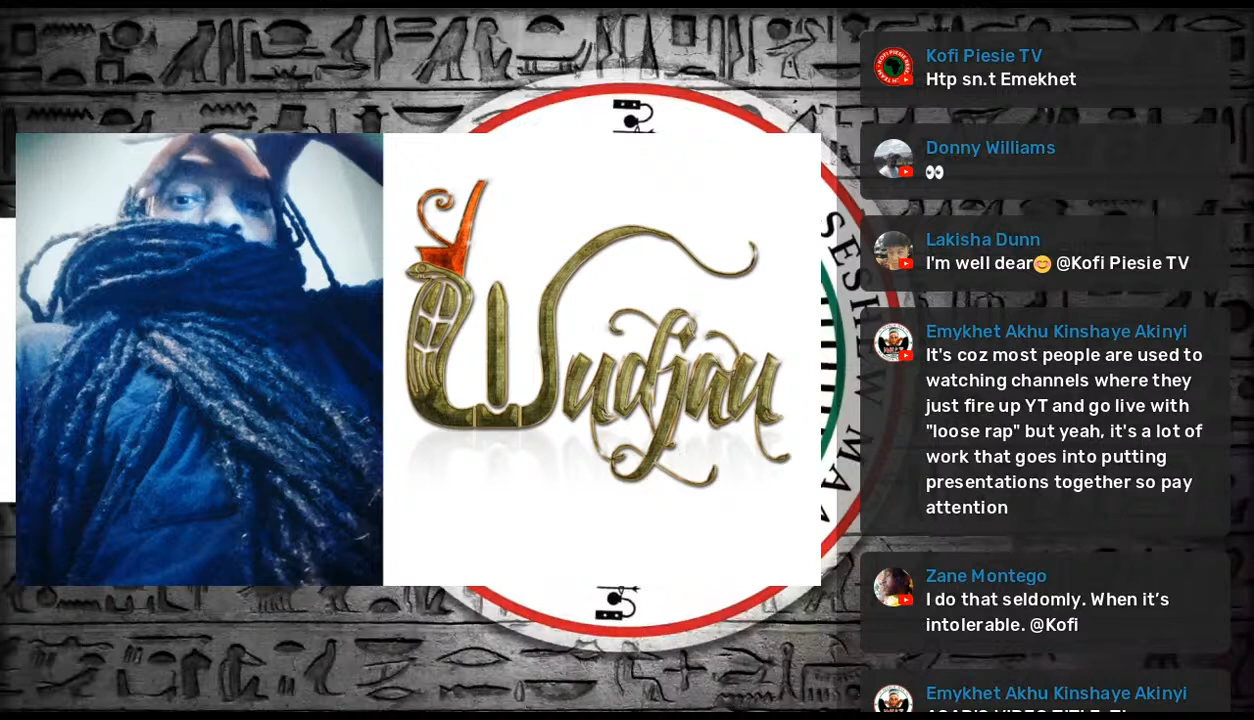 Wudjau
SESH
EW MA
Kofi Piesie TV
Htp sn.t Emekhet
Donny Williams
👀
Lakisha Dunn
I'm well dear😊 @Kofi Piesie TV
Emykhet Akhu Kinshaye Akinyi
It's coz most people are used to
watching channels where they
just fire up YT and go live with
"loose rap" but yeah, it's a lot of
work that goes into putting
presentations together so pay
attention
Zane Montego
I do that seldomly. When it’s
intolerable. @Kofi
Emykhet Akhu Kinshaye Akinyi